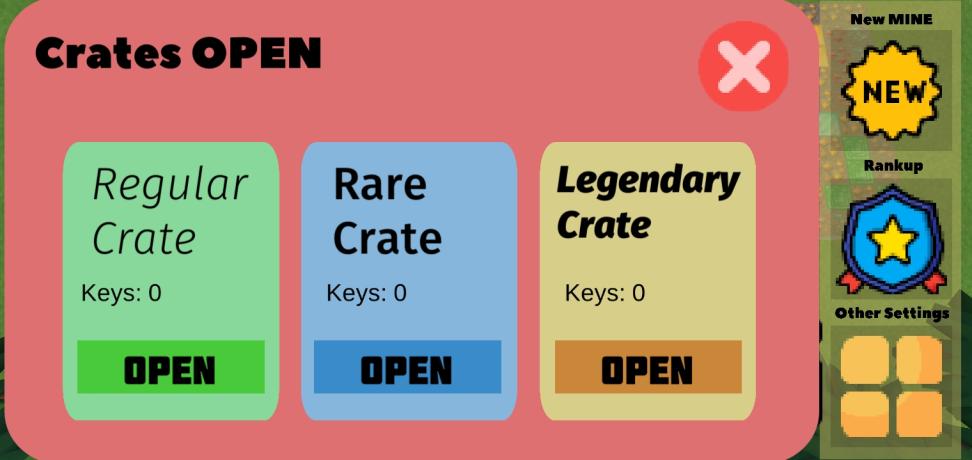 Crates OPEN
Regular
Crate
Keys: 0
OPEN
Rare
Crate
Keys: 0
OPEN
Legendary
Crate
Keys: 0
OPEN
New MINE
NEW
Rankup
Other Settings